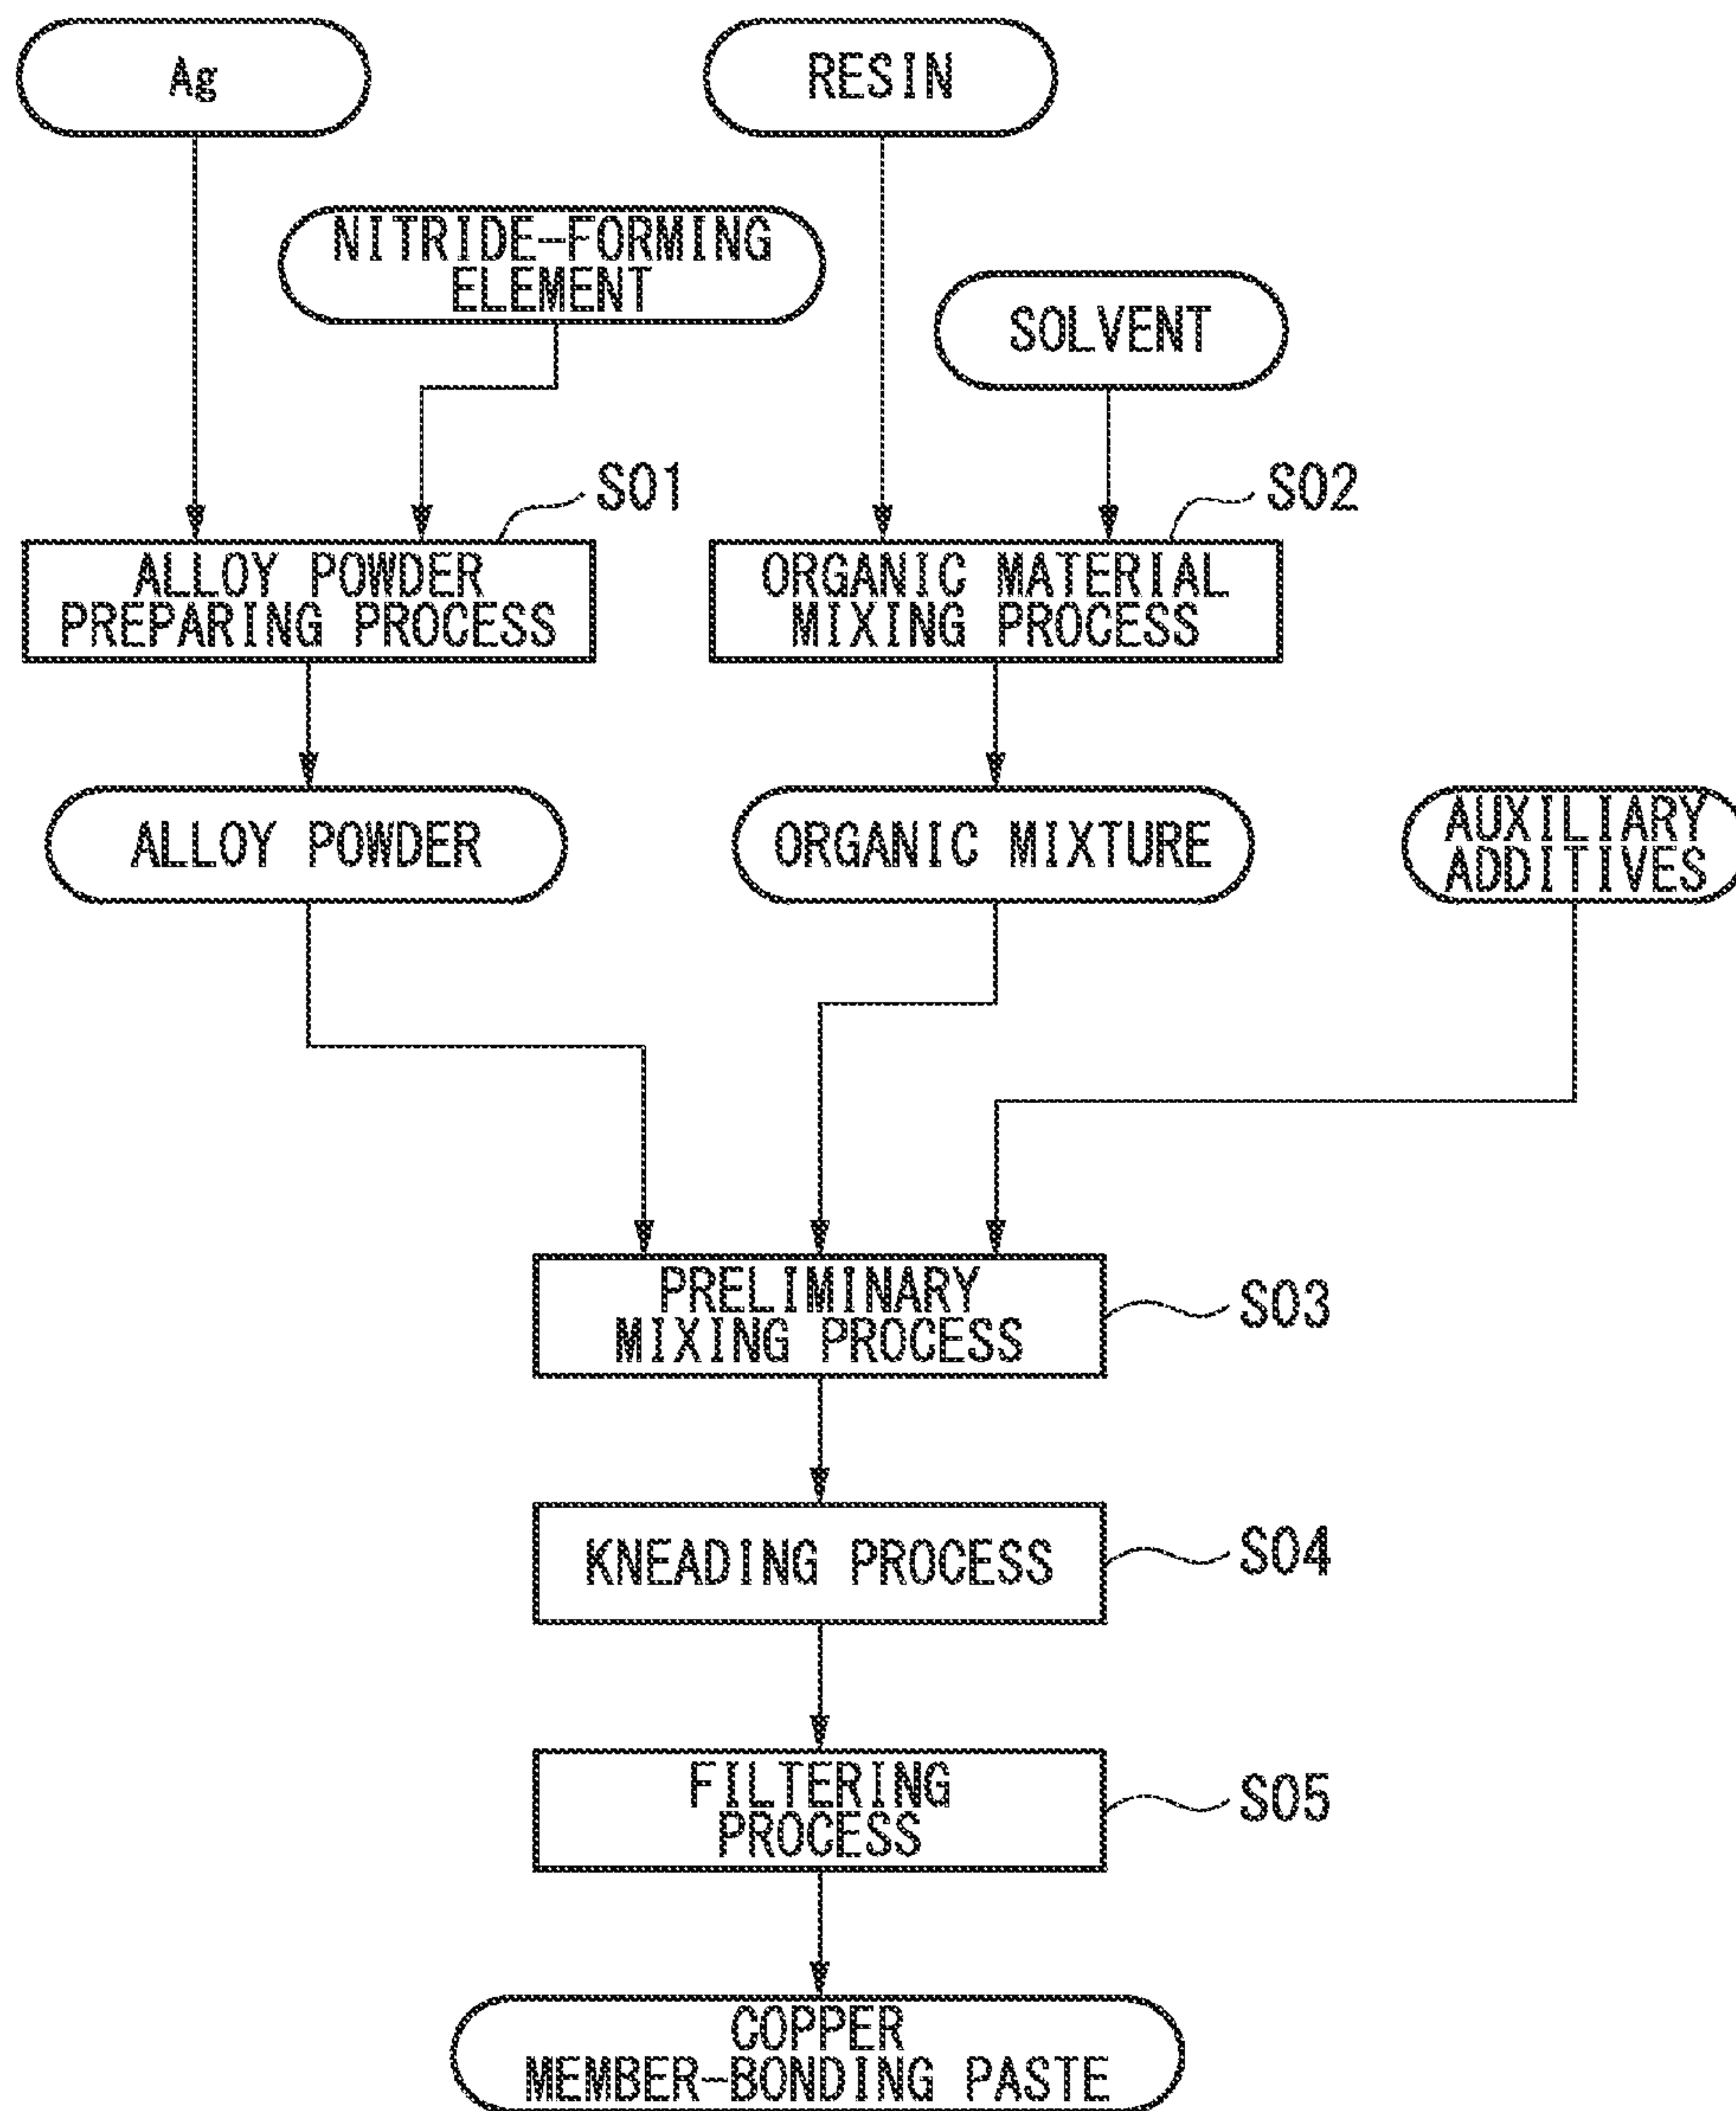 Ag
RESIN
NITRIDE-FORMING
ELEMENT
SOLVENT
S01
S02
ALLOY POWDER
PREPARING PROCESS
ORGANIC MATERIAL
MIXING PROCESS
ALLOY POWDER
ORGANIC MIXTURE
AUXILIARY
ADDITIVES
PRELIMINARY
MIXING PROCESS
S03
KNEADING PROCESS
S04
FILTERING
PROCESS
S05
COPPER
MEMBER-BONDING PASTE